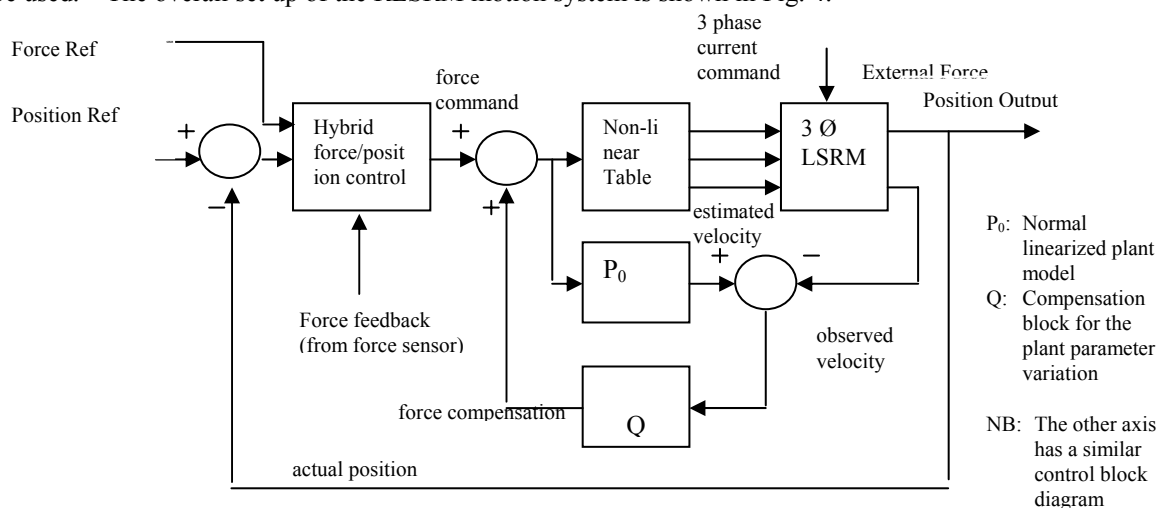 The overall set up of the RLSRM motion system is shown in Fig. 4.
3 phase
current
command
Force Ref
force
command
External Force
Position Output
Position Ref
+
−
Hybrid
force/posit
ion control
+
+
Non-li
near
Table
3 Ø
LSRM
estimated
velocity
P₀
+
−
Force feedback
(from force sensor)
observed
velocity
force compensation
Q
actual position
P₀: Normal
linearized plant
model
Q: Compensation
block for the
plant parameter
variation
NB: The other axis
has a similar
control block
diagram